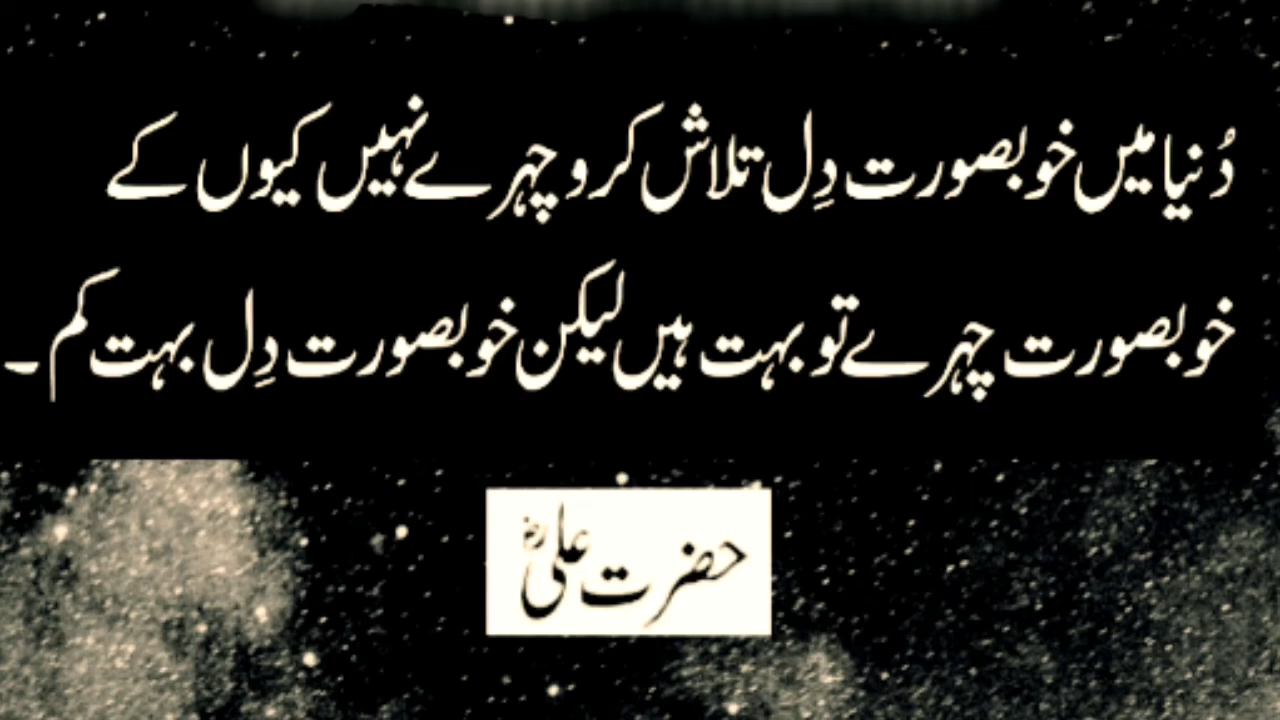 دُنیا میں خوبصورت دِل تلاش کرو چہرے نہیں کیوں کے
خوبصورت چہرے تو بہت ہیں لیکن خوبصورت دِل بہت کم۔
حضرت علیؓ